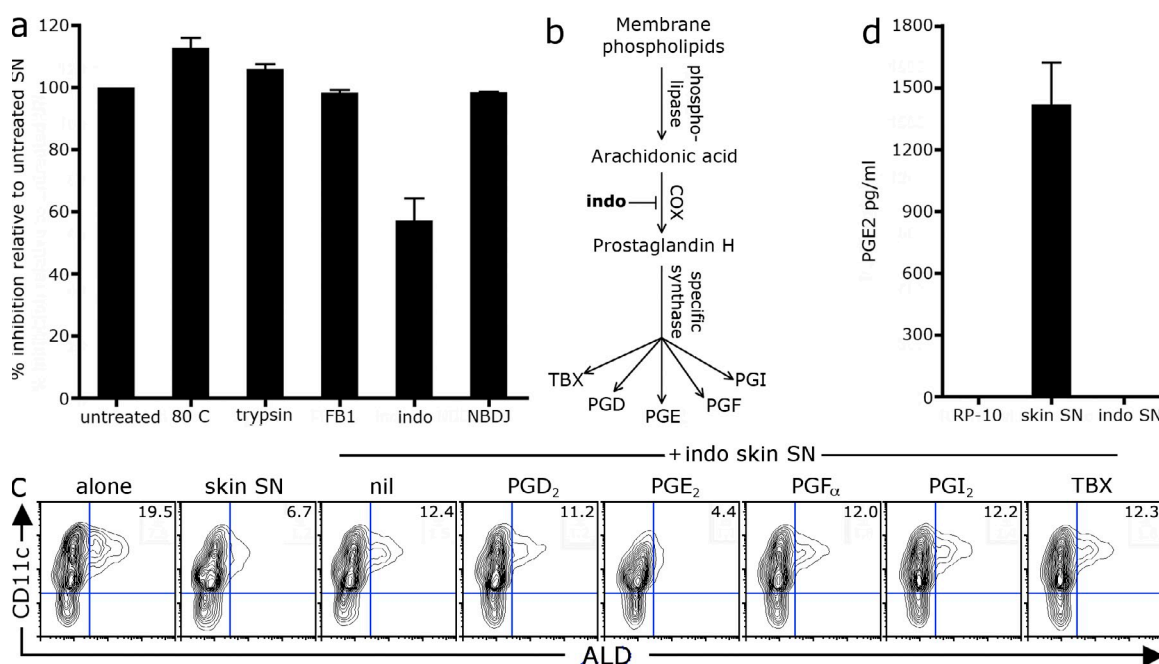 a
% inhibition relative to untreated SN
120
100
80
60
40
20
0
untreated 80 C trypsin FB1 indo NBDJ
b
Membrane
phospholipids
phospho-
lipase
Arachidonic acid
indo
COX
Prostaglandin H
specific
synthase
TBX
PGD
PGE
PGF
PGI
d
PGE2 pg/ml
1800
1500
1200
900
600
300
0
RP-10 skin SN indo SN
+indo skin SN
c
alone skin SN nil PGD2 PGE2 PGFα PGI2 TBX
19.5 6.7 12.4 11.2 4.4 12.0 12.2 12.3
CD11c
ALD